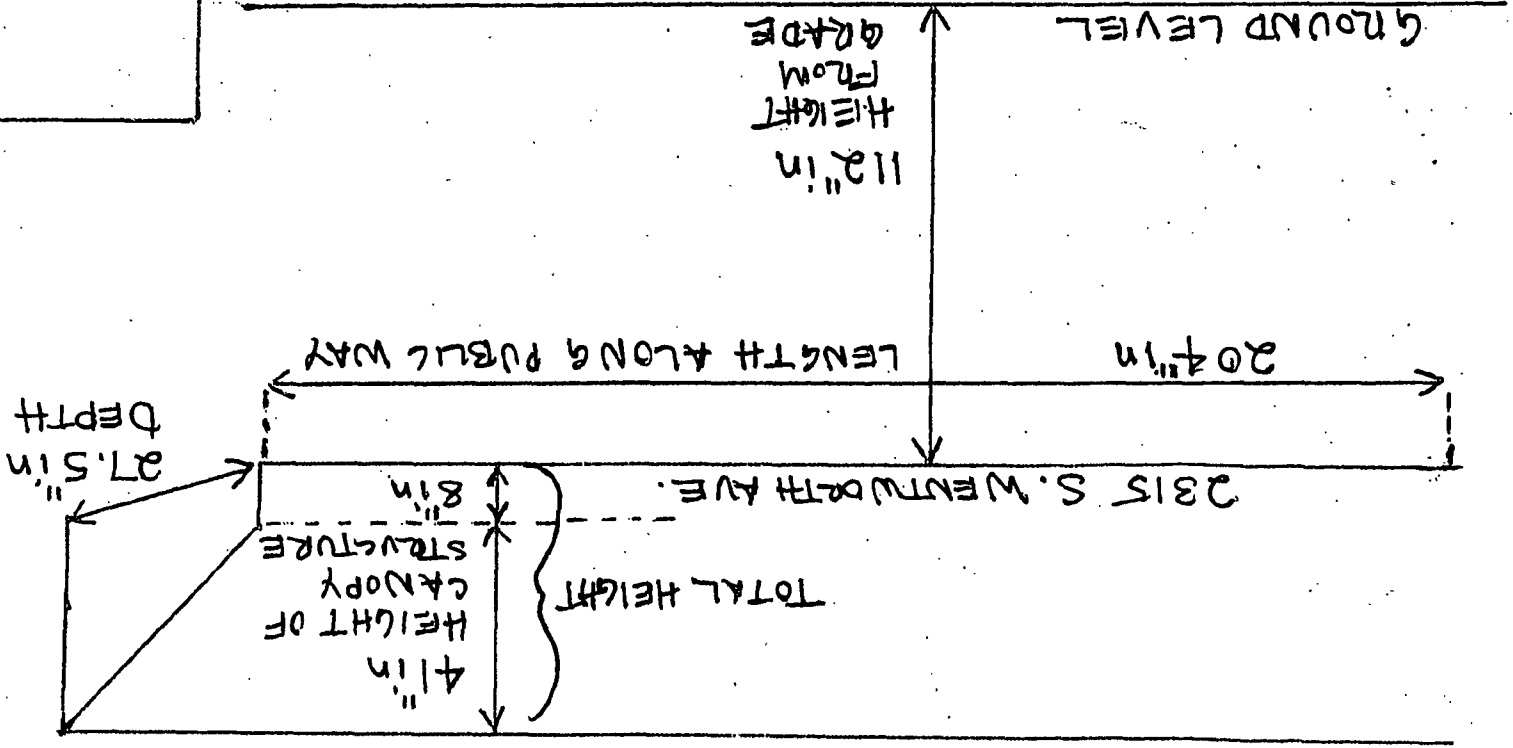 41"in
HEIGHT OF
CANOPY
STRUCTURE
TOTAL HEIGHT
2315 S. WENTWORTH AVE.
8"in
27.5"in
DEPTH
204"in LENGTH ALONG PUBLIC WAY
112"in
HEIGHT
FROM
GRADE
GROUND LEVEL